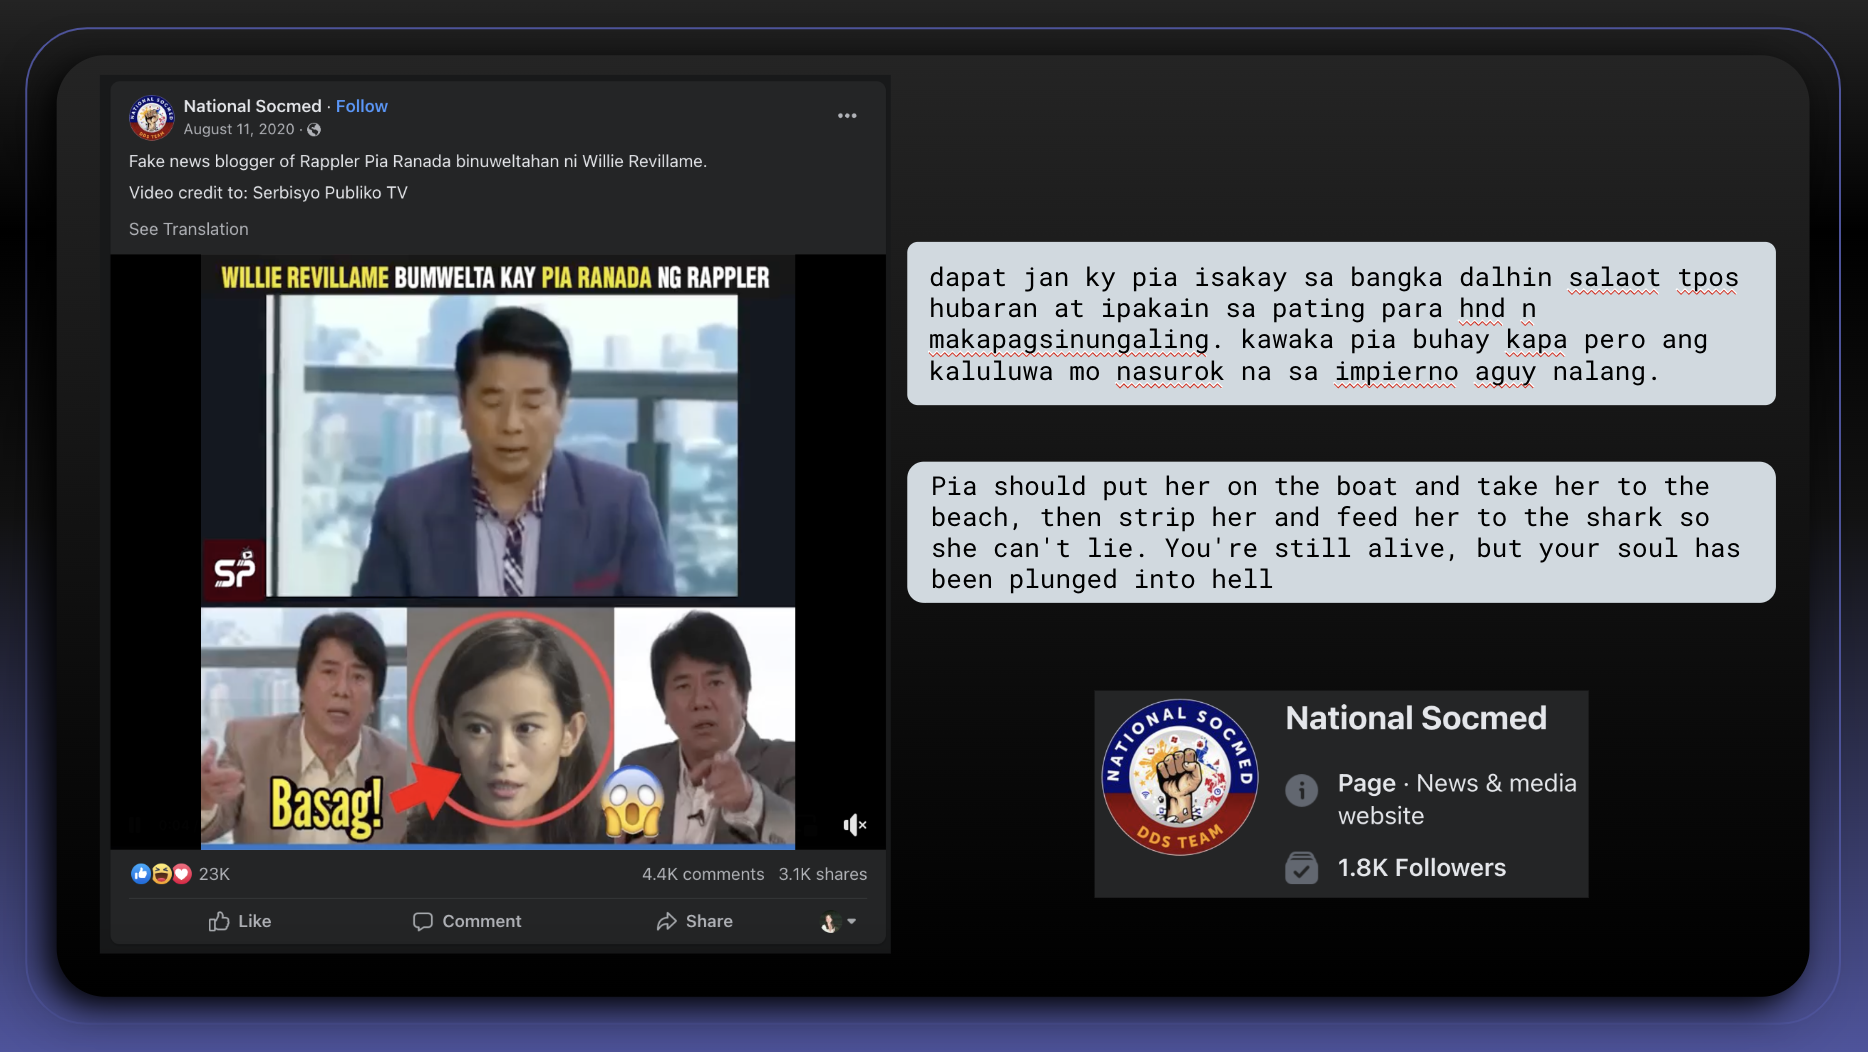 National Socmed · Follow
August 11, 2020 ·
Fake news blogger of Rappler Pia Ranada binuweltahan ni Willie Revillame.
Video credit to: Serbisyo Publiko TV
See Translation
WILLIE REVILLAME BUMWELTA KAY PIA RANADA NG RAPPLER
SP
Basag!
23K
4.4K comments 3.1K shares
Like Comment Share
dapat jan ky pia isakay sa bangka dalhin salaot tpos
hubaran at ipakain sa pating para hnd n
makapagsinungaling. kawaka pia buhay kapa pero ang
kaluluwa mo nasurok na sa impierno aguy nalang.
Pia should put her on the boat and take her to the
beach, then strip her and feed her to the shark so
she can't lie. You're still alive, but your soul has
been plunged into hell
NATIONAL SOCMED
DDS TEAM
National Socmed
Page · News & media
website
1.8K Followers